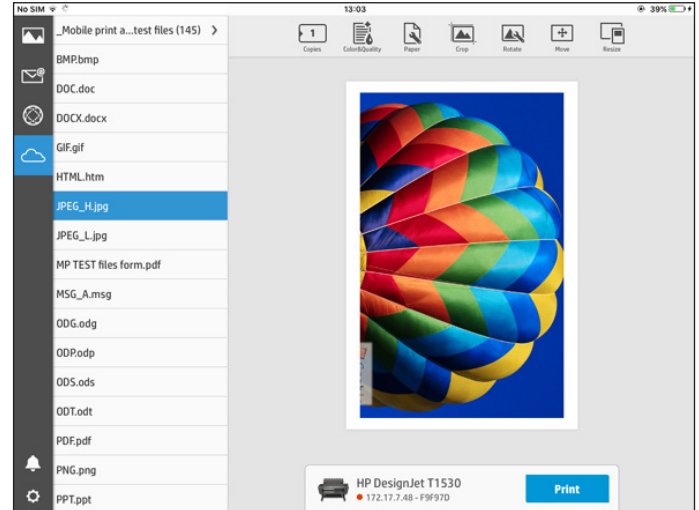 No SIM 13:03 39%
_Mobile print a...test files (145)
BMP.bmp
DOC.doc
DOCX.docx
GIF.gif
HTML.htm
JPEG_H.jpg
JPEG_L.jpg
MP TEST files form.pdf
MSG_A.msg
ODG.odg
ODP.odp
ODS.ods
ODT.odt
PDF.pdf
PNG.png
PPT.ppt
1
Copies Color&Quality Paper Crop Rotate Move Resize
HP DesignJet T1530
172.17.7.48 - F9F97D
Print